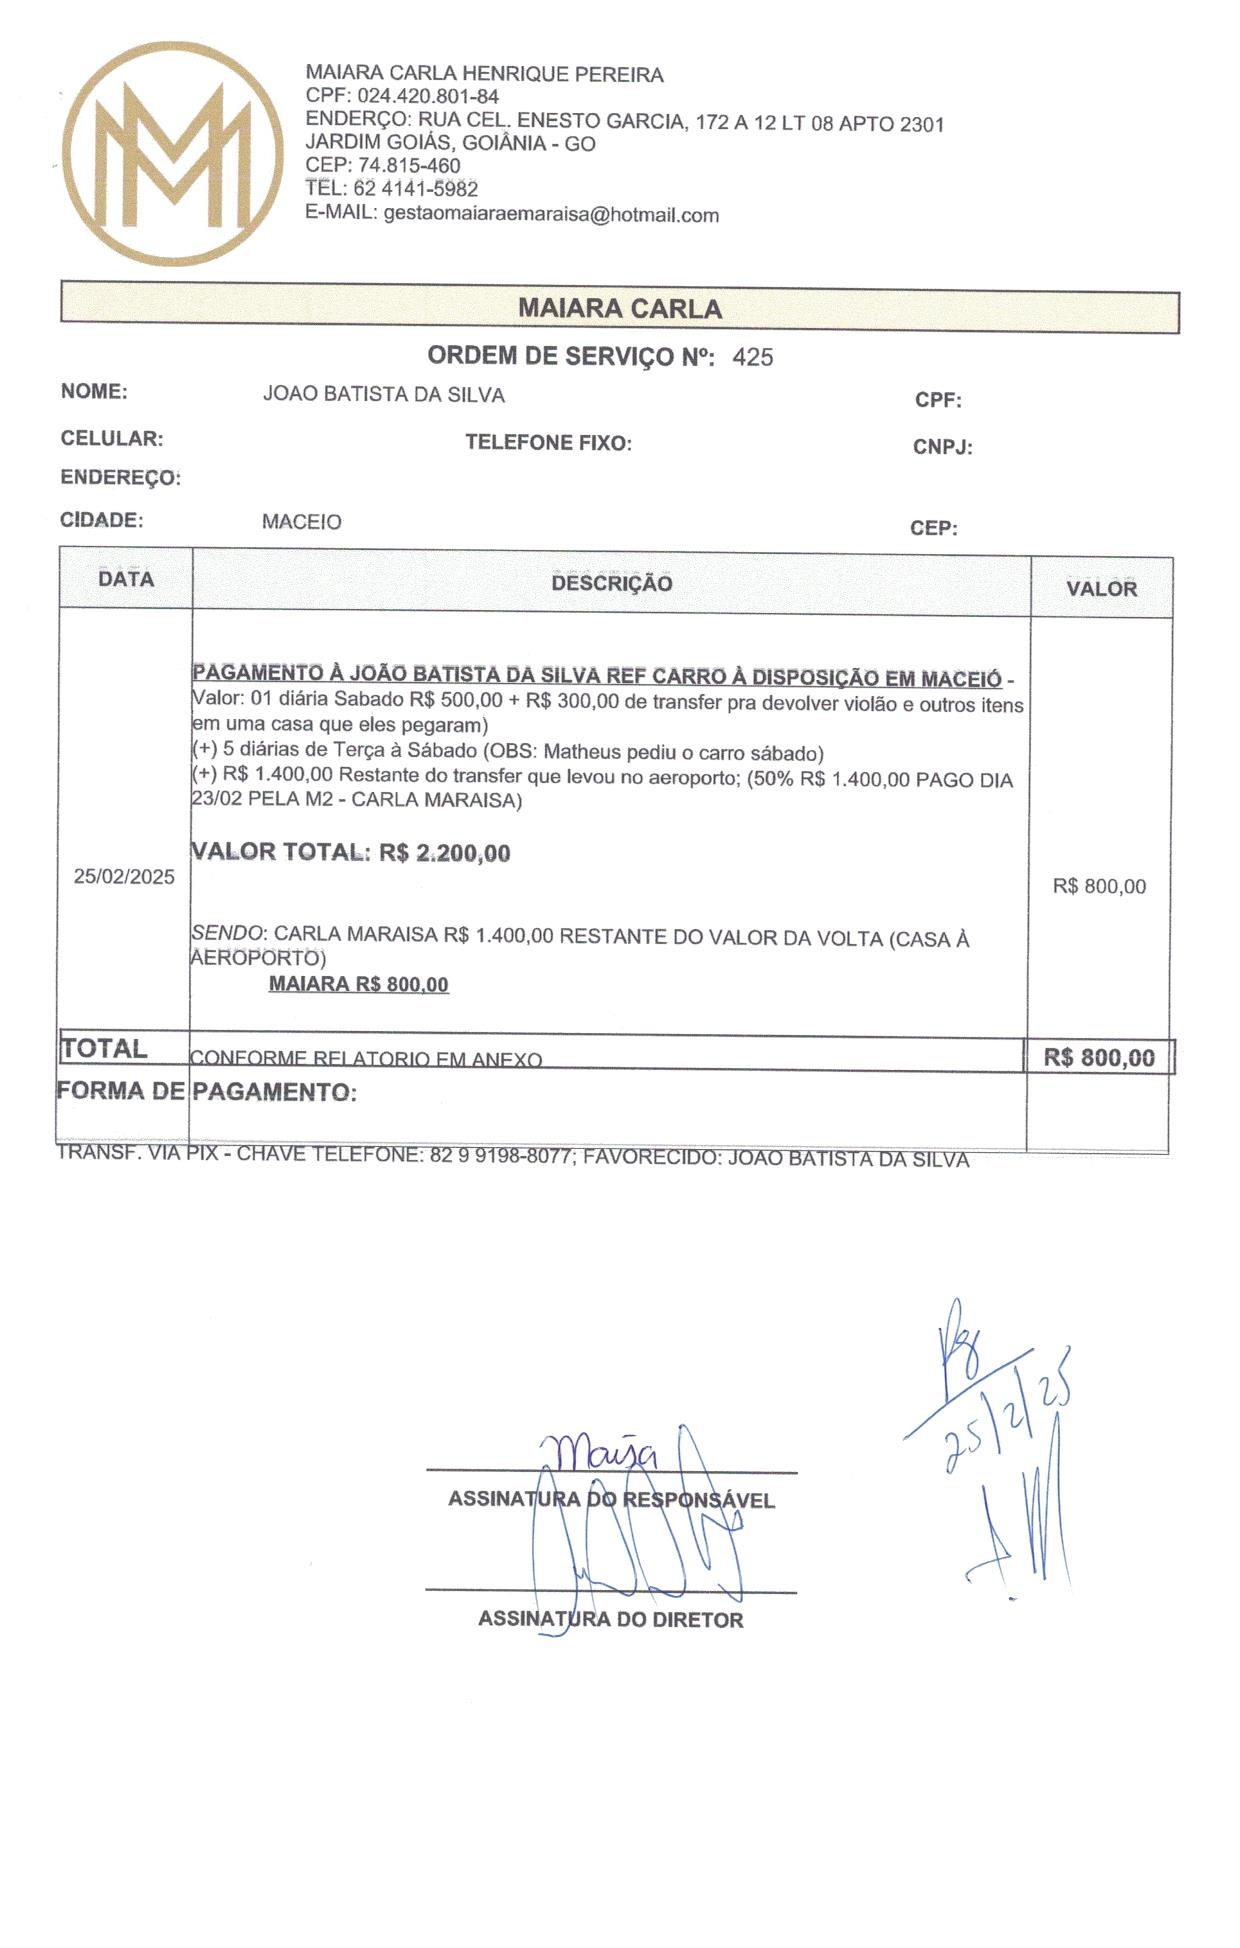 MAIARA CARLA HENRIQUE PEREIRA
CPF: 024.420.801-84
ENDERÇO: RUA CEL. ENESTO GARCIA, 172 A 12 LT 08 APTO 2301
JARDIM GOIÁS, GOIÂNIA - GO
CEP: 74.815-460
TEL: 62 4141-5982
E-MAIL: gestaomaiaraemaraisa@hotmail.com
MAIARA CARLA
ORDEM DE SERVIÇO Nº: 425
NOME: JOAO BATISTA DA SILVA CPF:
CELULAR: TELEFONE FIXO: CNPJ:
ENDEREÇO:
CIDADE: MACEIO CEP:
DATA DESCRIÇÃO VALOR
PAGAMENTO À JOÃO BATISTA DA SILVA REF CARRO À DISPOSIÇÃO EM MACEIÓ -
Valor: 01 diária Sabado R$ 500,00 + R$ 300,00 de transfer pra devolver violão e outros itens
em uma casa que eles pegaram)
(+) 5 diárias de Terça à Sábado (OBS: Matheus pediu o carro sábado)
(+) R$ 1.400,00 Restante do transfer que levou no aeroporto; (50% R$ 1.400,00 PAGO DIA
23/02 PELA M2 - CARLA MARAISA)
VALOR TOTAL: R$ 2.200,00
25/02/2025 R$ 800,00
SENDO: CARLA MARAISA R$ 1.400,00 RESTANTE DO VALOR DA VOLTA (CASA À
AEROPORTO)
MAIARA R$ 800,00
TOTAL CONFORME RELATORIO EM ANEXO R$ 800,00
FORMA DE PAGAMENTO:
TRANSF. VIA PIX - CHAVE TELEFONE: 82 9 9198-8077; FAVORECIDO: JOAO BATISTA DA SILVA
Pg
25/2/25
Maisa
ASSINATURA DO RESPONSÁVEL
ASSINATURA DO DIRETOR